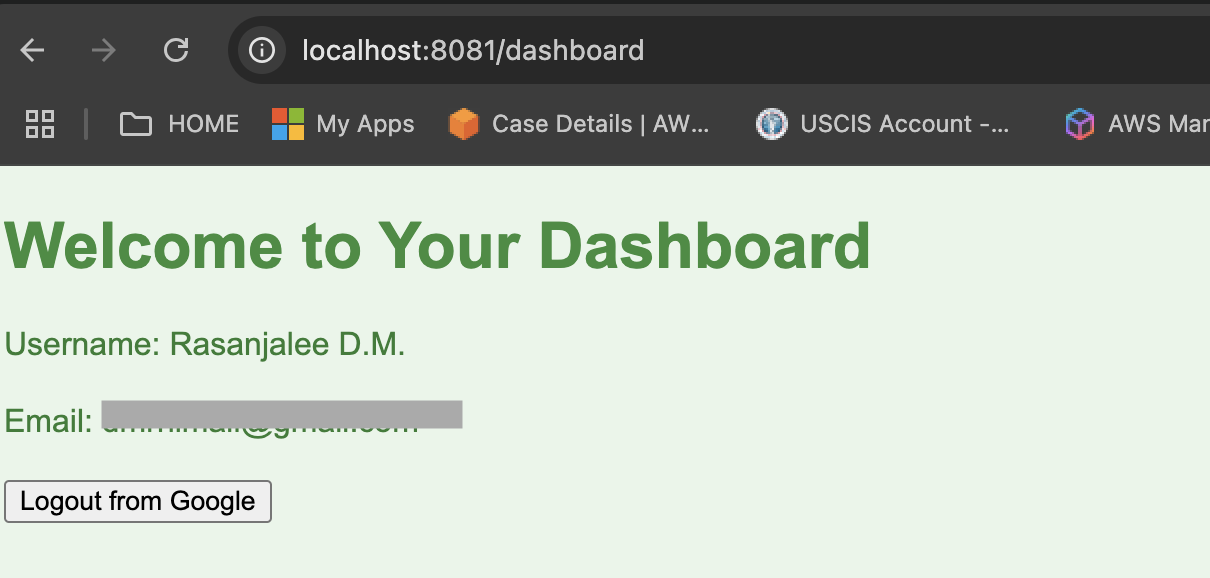 localhost:8081/dashboard
HOME
My Apps
Case Details | AW...
USCIS Account -...
AWS Mar
Welcome to Your Dashboard
Username: Rasanjalee D.M.
Email:
Logout from Google